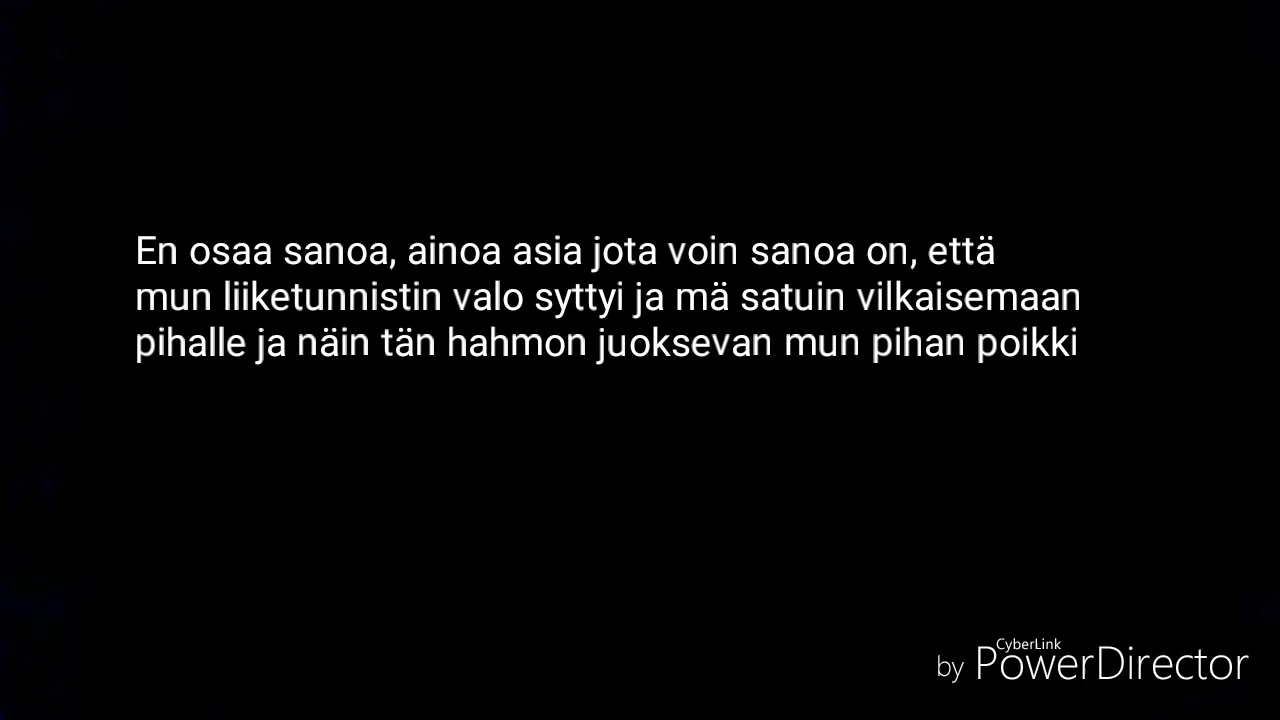 En osaa sanoa, ainoa asia jota voin sanoa on, että
mun liiketunnistin valo syttyi ja mä satuin vilkaisemaan
pihalle ja näin tän hahmon juoksevan mun pihan poikki
CyberLink
by PowerDirector